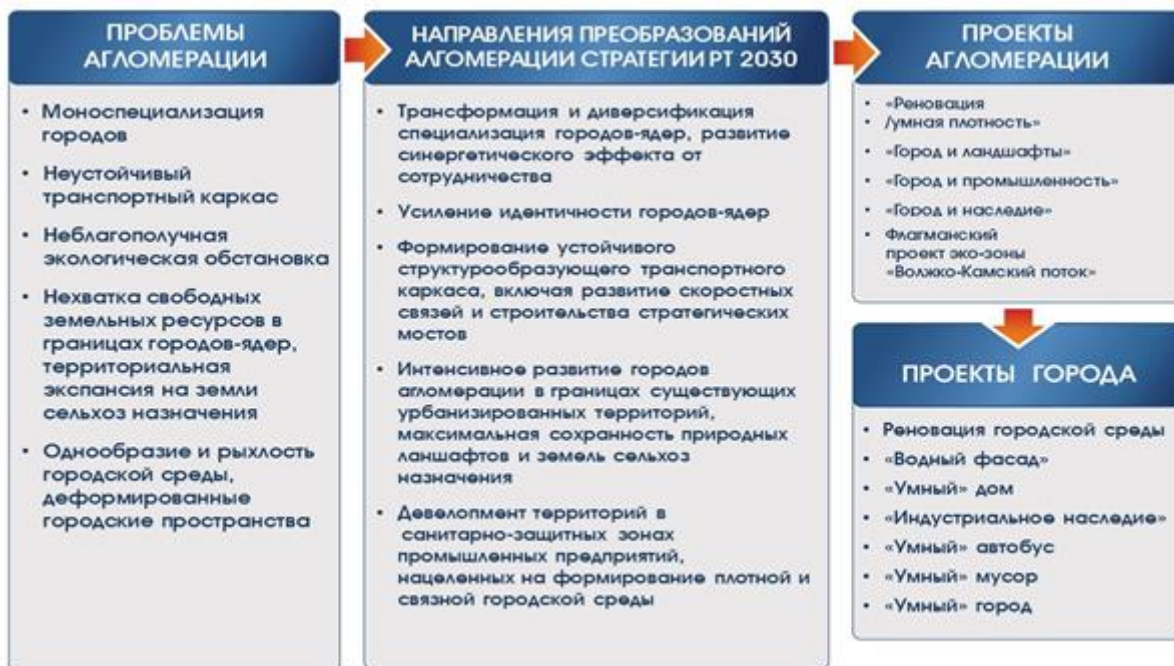 ПРОБЛЕМЫ
АГЛОМЕРАЦИИ
• Моноспециализация
городов
• Неустойчивый
транспортный каркас
• Неблагополучная
экологическая обстановка
• Нехватка свободных
земельных ресурсов в
границах городов-ядер,
территориальная
экспансия на земли
сельхоз назначения
• Однообразие и рыхлость
городской среды,
деформированные
городские пространства
НАПРАВЛЕНИЯ ПРЕОБРАЗОВАНИЙ
АЛГОМЕРАЦИИ СТРАТЕГИИ РТ 2030
• Трансформация и диверсификация
специализация городов-ядер, развитие
синергетического эффекта от
сотрудничества
• Усиление идентичности городов-ядер
• Формирование устойчивого
структурообразующего транспортного
каркаса, включая развитие скоростных
связей и строительства стратегических
мостов
• Интенсивное развитие городов
агломерации в границах существующих
урбанизированных территорий,
максимальная сохранность природных
ланшафтов и земель сельхоз
назначения
• Девелопмент территорий в
санитарно-защитных зонах
промышленных предприятий,
нацеленных на формирование плотной и
связной городской среды
ПРОЕКТЫ
АГЛОМЕРАЦИИ
• «Реновация
• /умная плотность»
• «Город и ландшафты»
• «Город и промышленность»
• «Город и наследие»
• Флагманский
проект эко-зоны
«Волжко-Камский поток»
ПРОЕКТЫ ГОРОДА
• Реновация городской среды
• «Водный фасад»
• «Умный» дом
• «Индустриальное наследие»
• «Умный» автобус
• «Умный» мусор
• «Умный» город